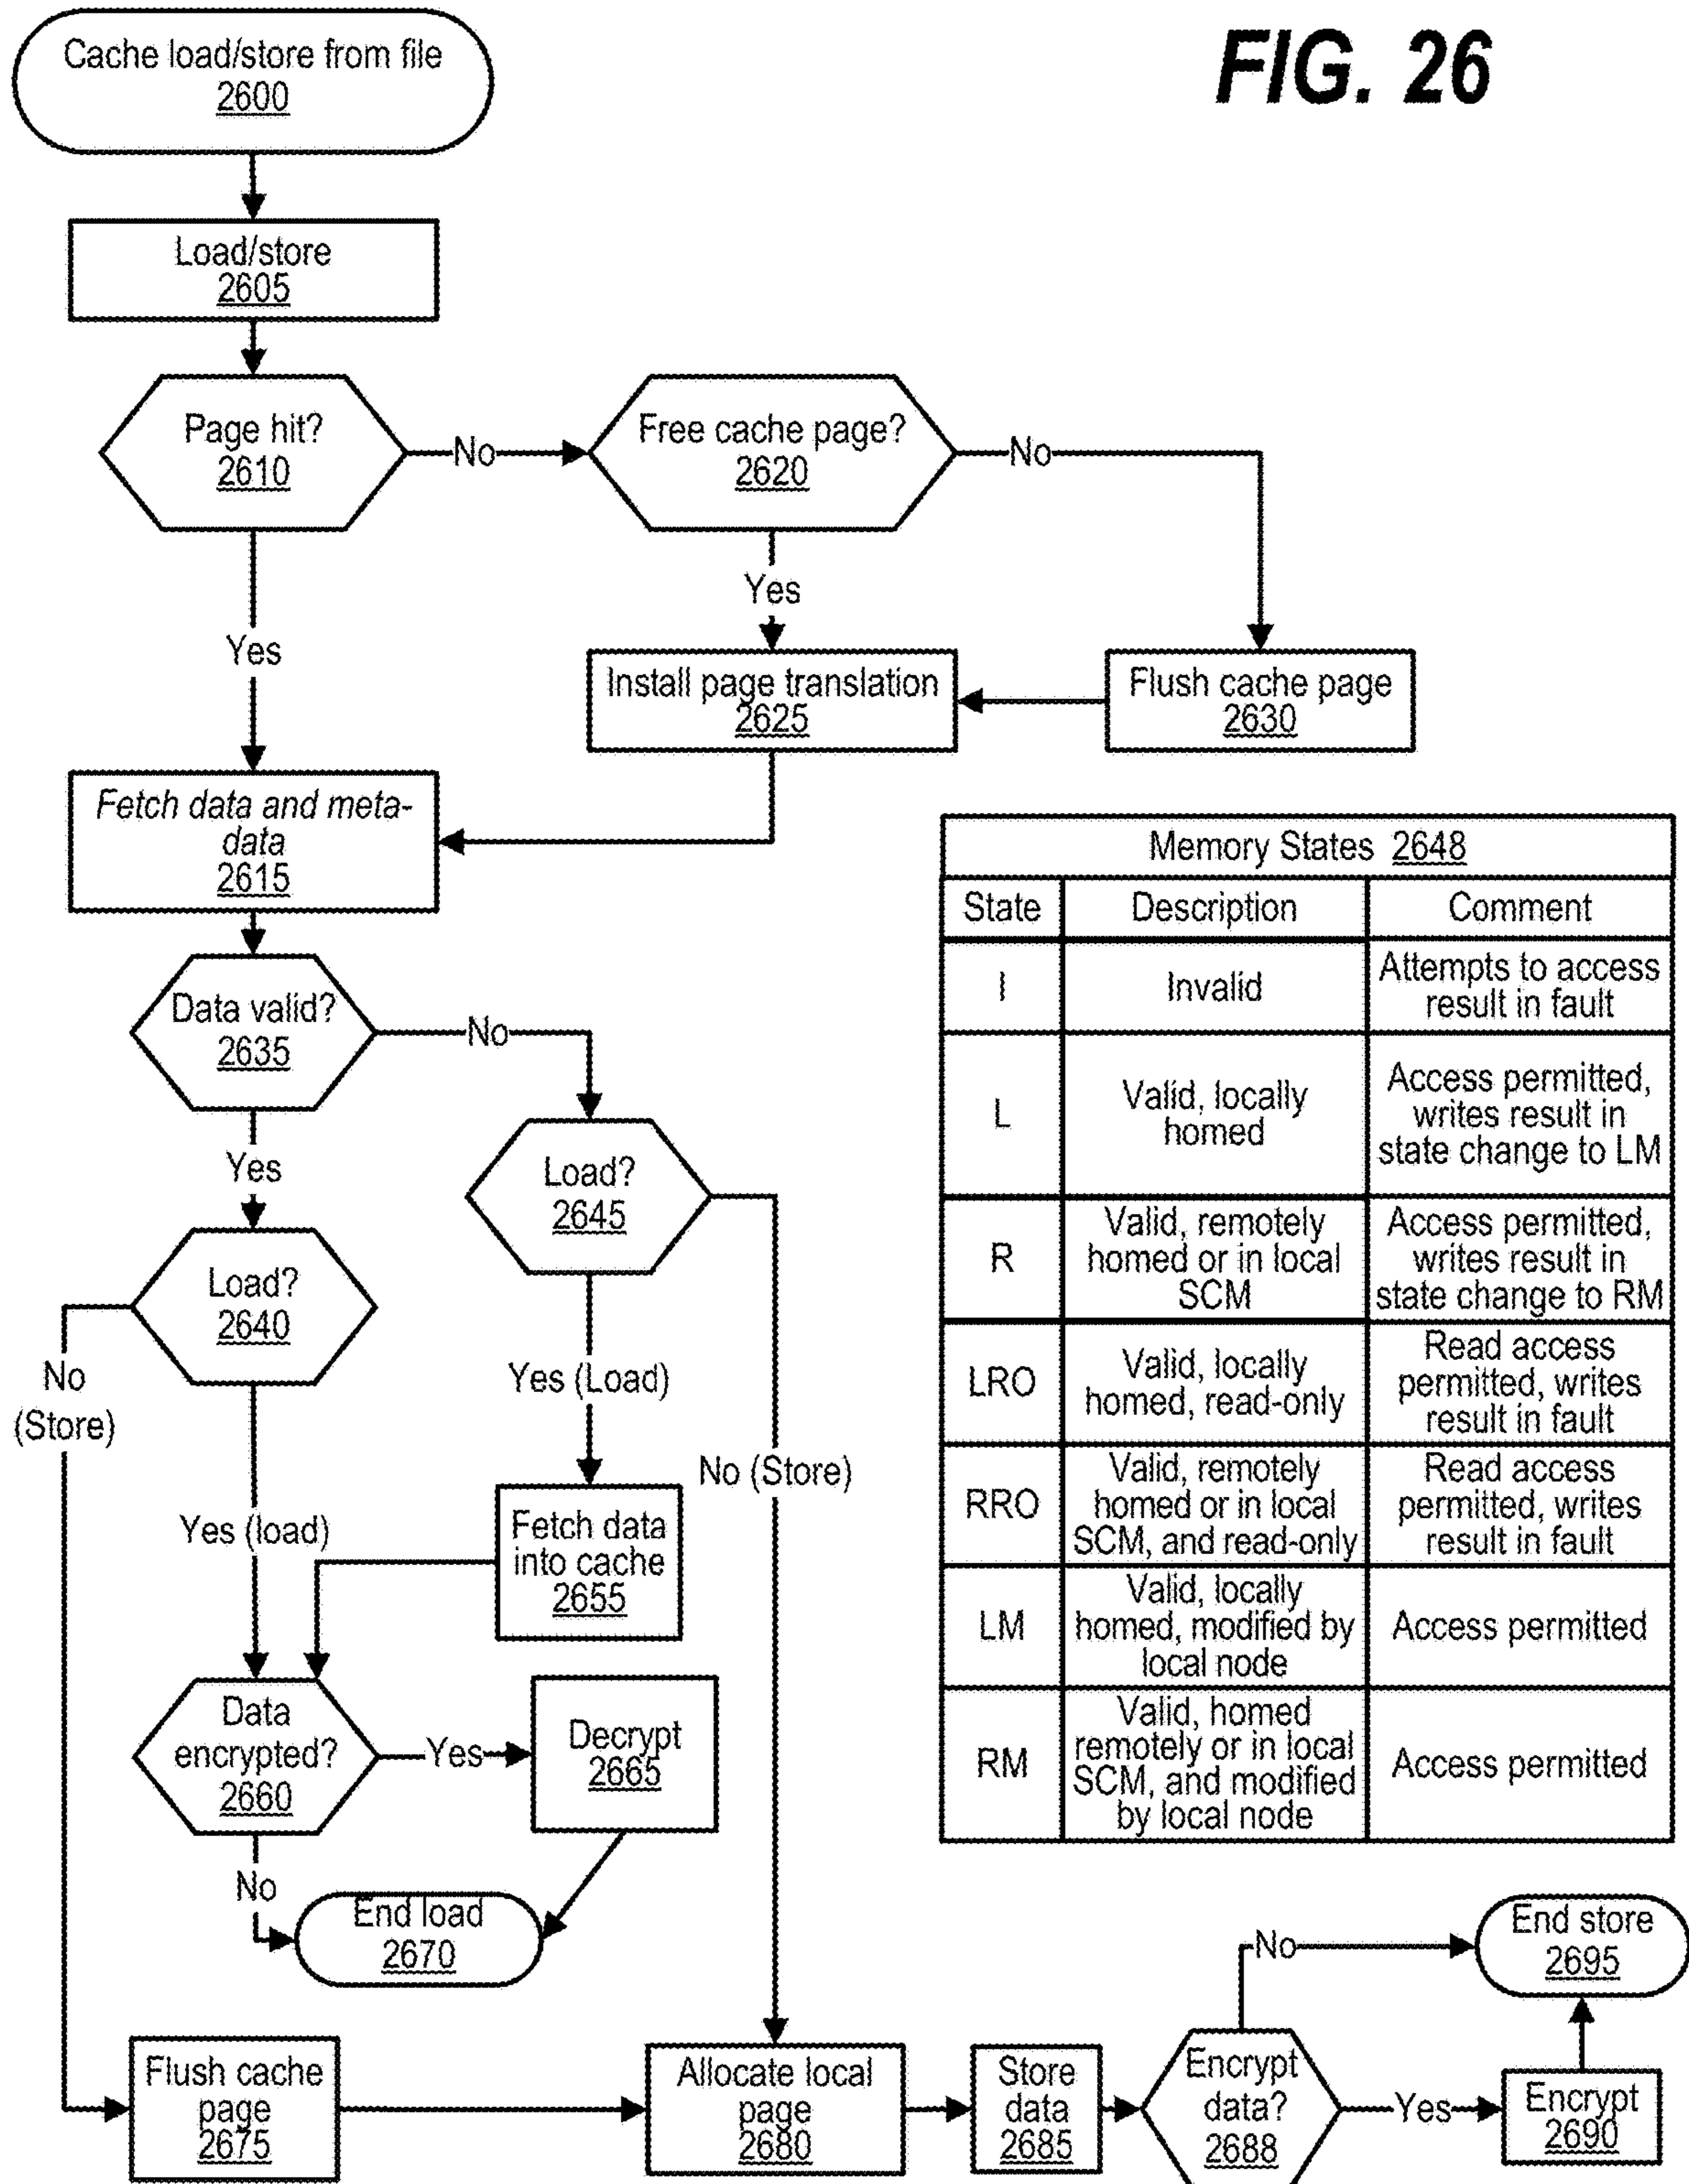 FIG. 26
Cache load/store from file
2600
Load/store
2605
Page hit?
2610
No
Free cache page?
2620
No
Yes
Yes
Install page translation
2625
Flush cache page
2630
Fetch data and meta-
data
2615
Data valid?
2635
No
Yes
Load?
2640
Load?
2645
No
(Store)
Yes (load)
Yes (Load)
No (Store)
Fetch data
into cache
2655
Data
encrypted?
2660
Yes
Decrypt
2665
No
End load
2670
Memory States 2648
State
Description
Comment
I
Invalid
Attempts to access
result in fault
L
Valid, locally
homed
Access permitted,
writes result in
state change to LM
R
Valid, remotely
homed or in local
SCM
Access permitted,
writes result in
state change to RM
LRO
Valid, locally
homed, read-only
Read access
permitted, writes
result in fault
RRO
Valid, remotely
homed or in local
SCM, and read-only
Read access
permitted, writes
result in fault
LM
Valid, locally
homed, modified by
local node
Access permitted
RM
Valid, homed
remotely or in local
SCM, and modified
by local node
Access permitted
Flush cache
page
2675
Allocate local
page
2680
Store
data
2685
Encrypt
data?
2688
No
Yes
Encrypt
2690
End store
2695